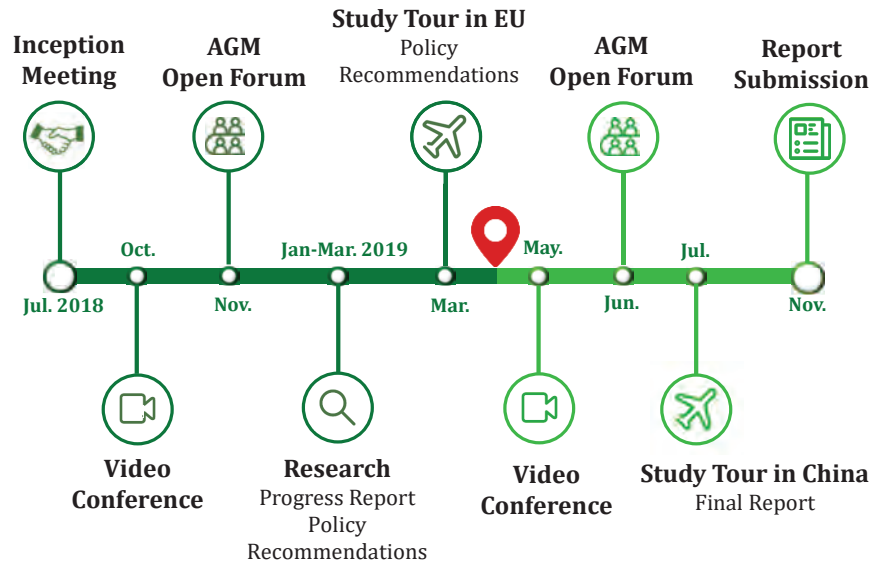 Inception
Meeting
AGM
Open Forum
Study Tour in EU
Policy
Recommendations
AGM
Open Forum
Report
Submission
Oct.
Jan-Mar. 2019
May.
Jul.
Jul. 2018
Nov.
Mar.
Jun.
Nov.
Video
Conference
Research
Progress Report
Policy
Recommendations
Video
Conference
Study Tour in China
Final Report